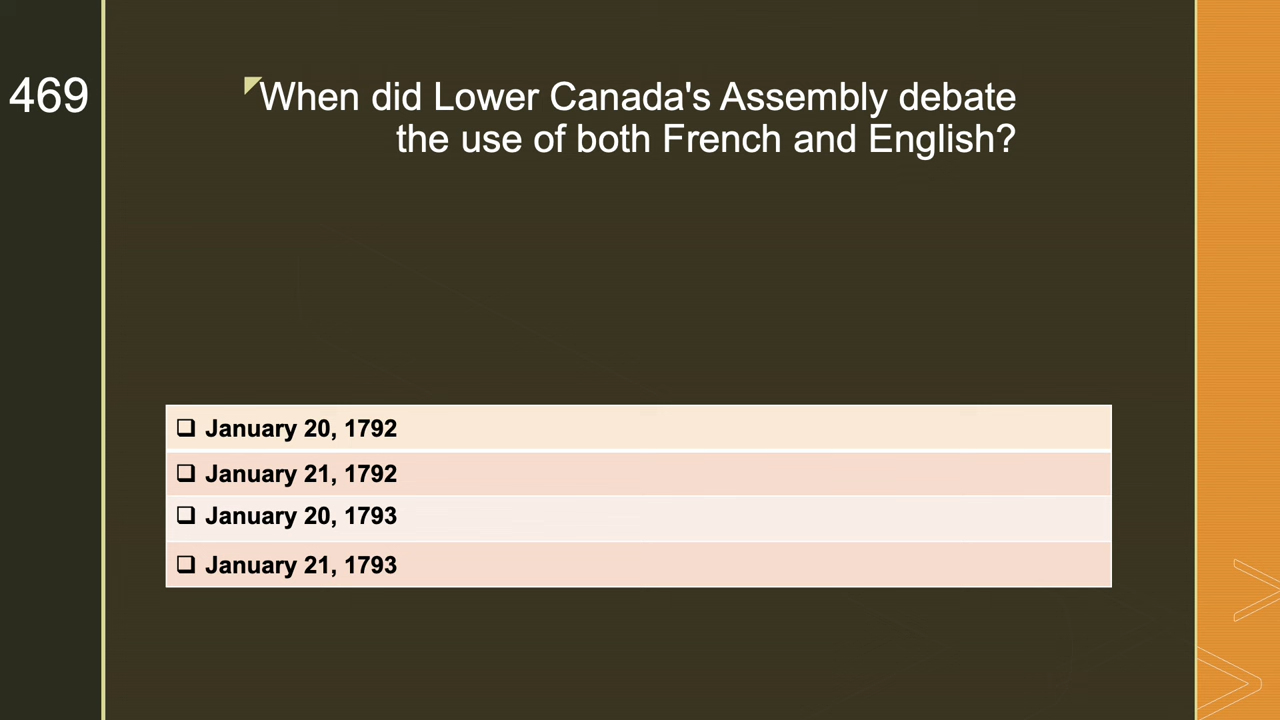 469
When did Lower Canada's Assembly debate
the use of both French and English?
❑ January 20, 1792
❑ January 21, 1792
❑ January 20, 1793
❑ January 21, 1793